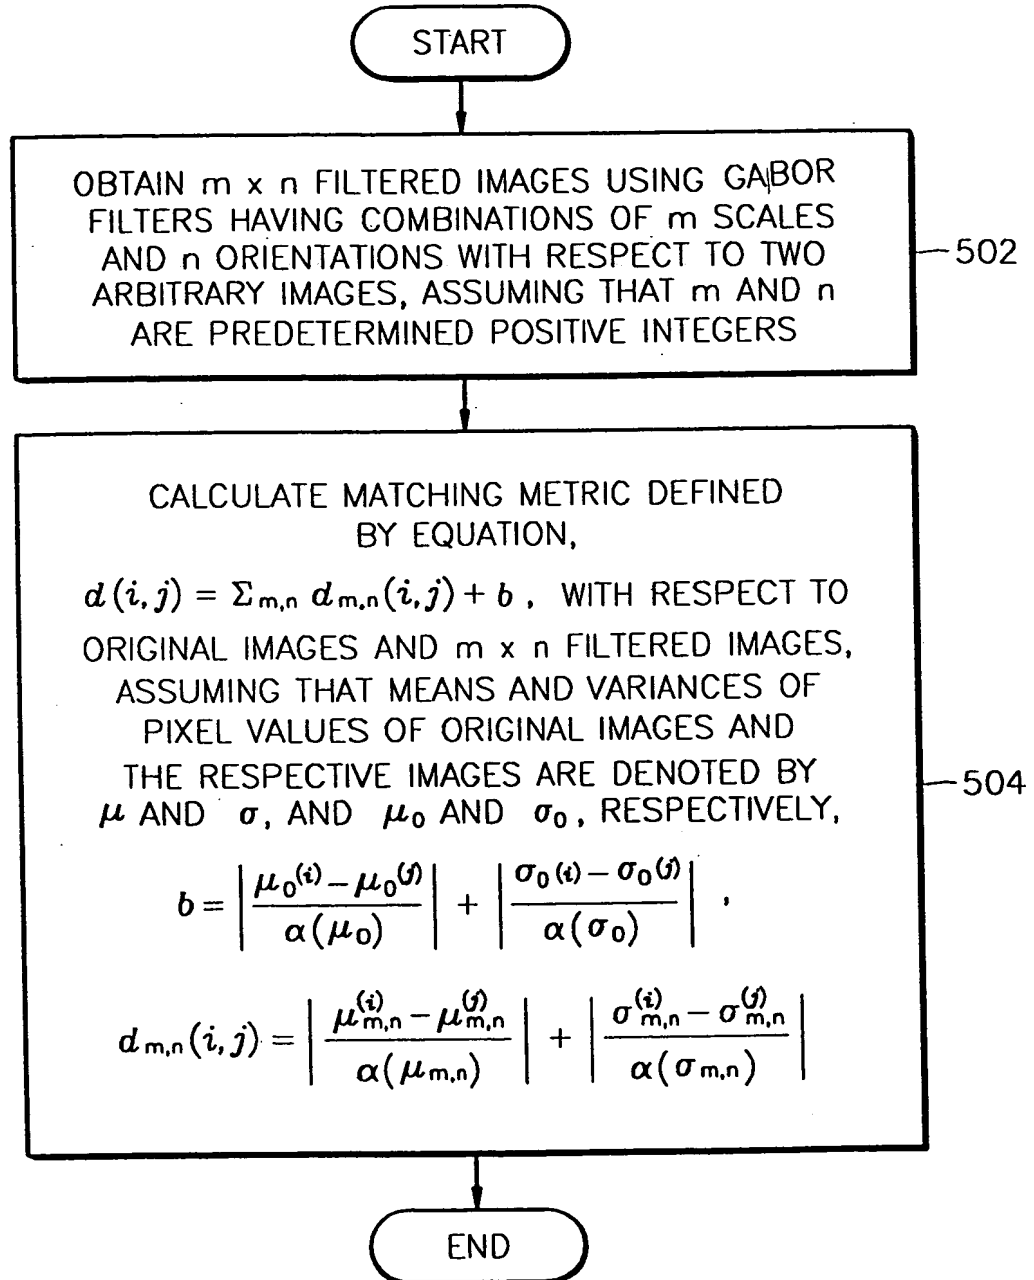 START
OBTAIN m x n FILTERED IMAGES USING GABOR
FILTERS HAVING COMBINATIONS OF m SCALES
AND n ORIENTATIONS WITH RESPECT TO TWO
ARBITRARY IMAGES, ASSUMING THAT m AND n
ARE PREDETERMINED POSITIVE INTEGERS
502
CALCULATE MATCHING METRIC DEFINED
BY EQUATION,
d(i,j) = Σm,n dm,n(i,j) + b , WITH RESPECT TO
ORIGINAL IMAGES AND m x n FILTERED IMAGES,
ASSUMING THAT MEANS AND VARIANCES OF
PIXEL VALUES OF ORIGINAL IMAGES AND
THE RESPECTIVE IMAGES ARE DENOTED BY
μ AND σ, AND μ0 AND σ0, RESPECTIVELY,
504
b = | (μ0(i) − μ0(j)) / α(μ0) | + | (σ0(i) − σ0(j)) / α(σ0) | ,
dm,n(i,j) = | (μm,n(i) − μm,n(j)) / α(μm,n) | + | (σm,n(i) − σm,n(j)) / α(σm,n) |
END